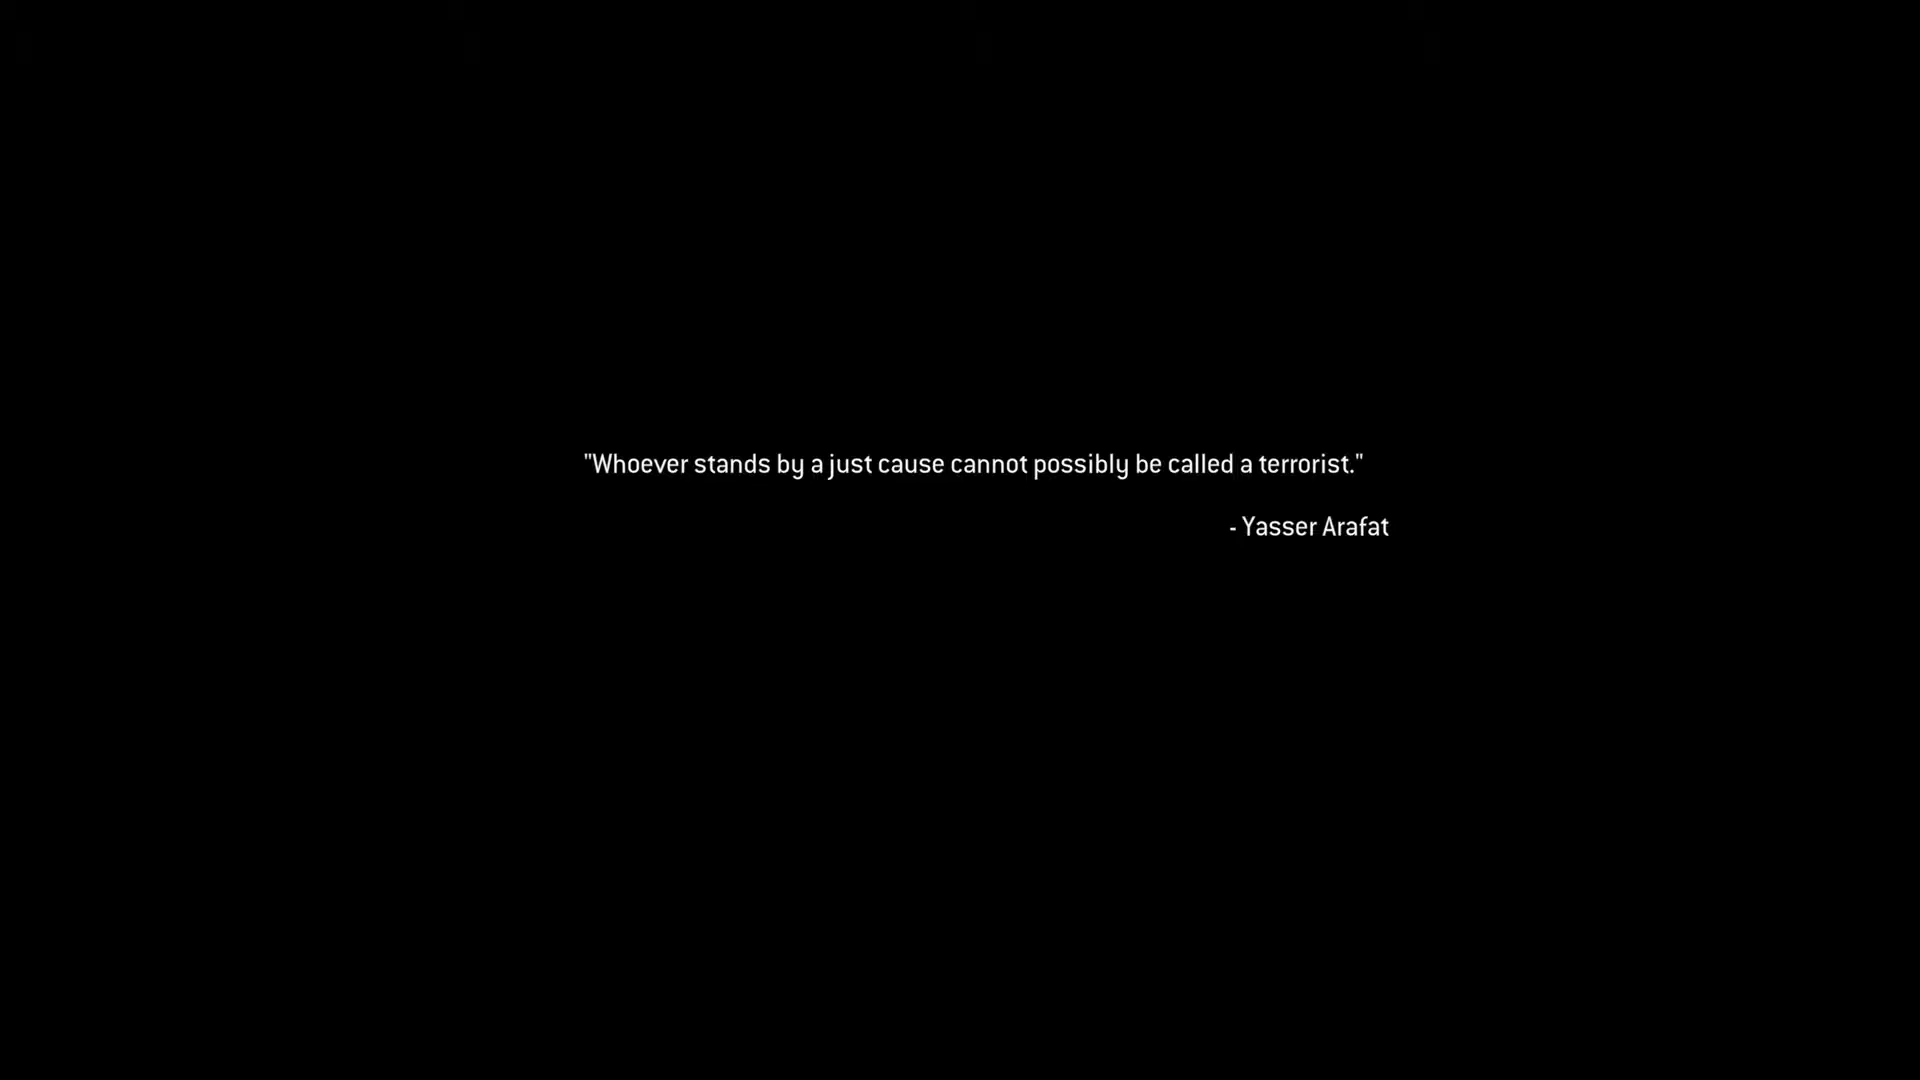 "Whoever stands by a just cause cannot possibly be called a terrorist."
- Yasser Arafat